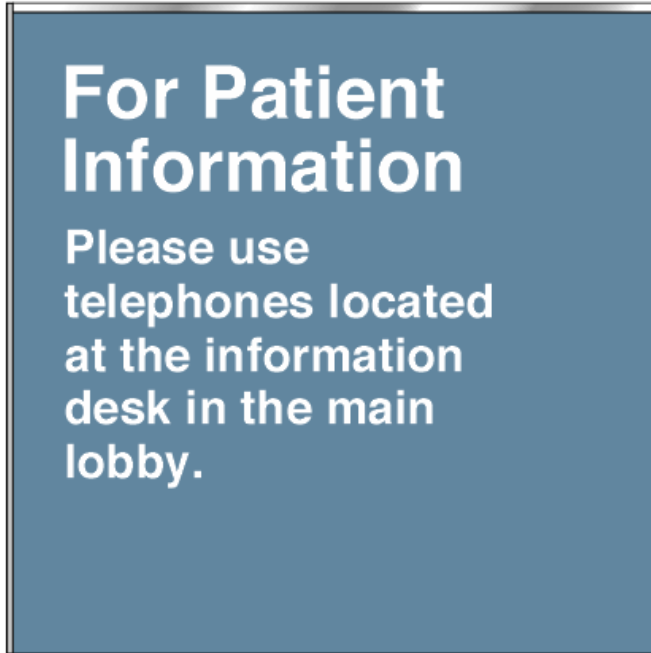 For Patient
Information
Please use
telephones located
at the information
desk in the main
lobby.